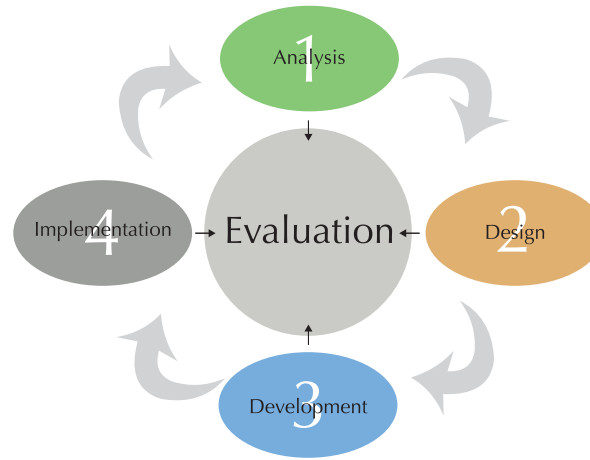 1
Analysis
2
Design
3
Development
4
Implementation
Evaluation